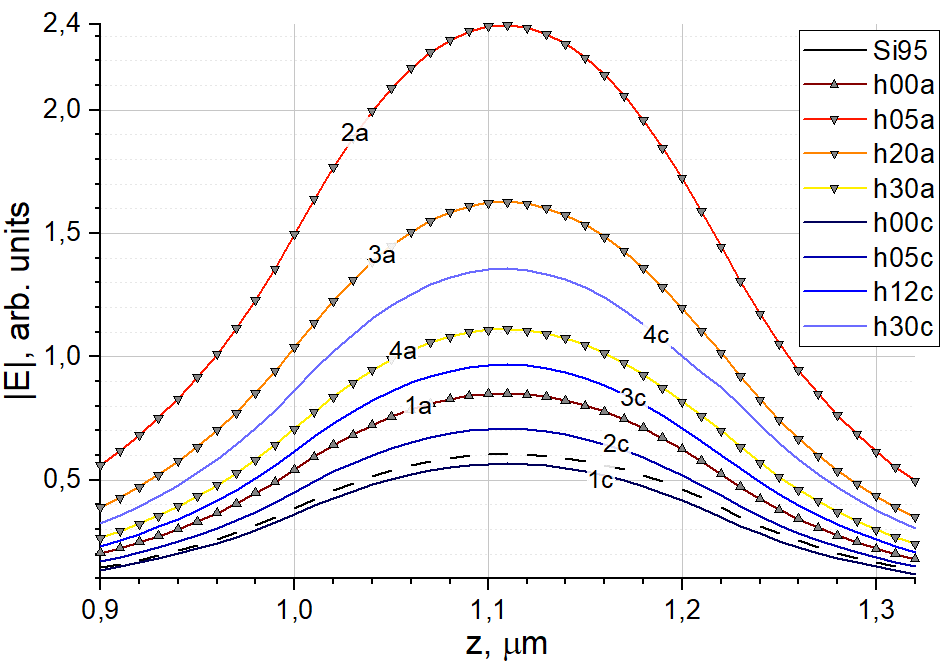 2,4
2,0
1,5
1,0
0,5
|E|, arb. units
2a
3a
4a
1a
4c
3c
2c
1c
Si95
h00a
h05a
h20a
h30a
h00c
h05c
h12c
h30c
0,9 1,0 1,1 1,2 1,3
z, μm